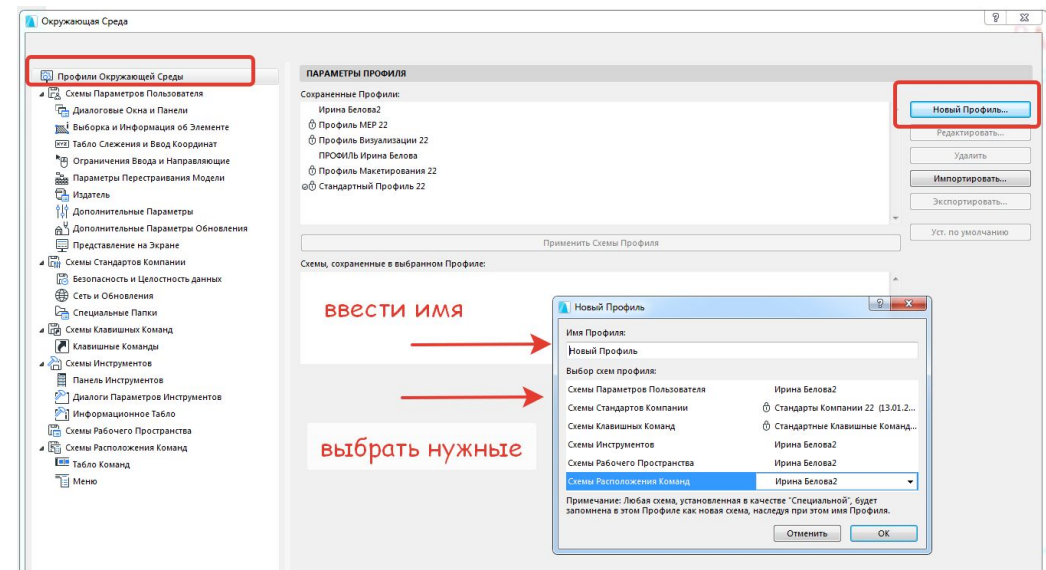 Окружающая Среда
Профили Окружающей Среды
Схемы Параметров Пользователя
Диалоговые Окна и Панели
Выборка и Информация об Элементе
Табло Слежения и Ввод Координат
Ограничения Ввода и Направляющие
Параметры Перестраивания Модели
Издатель
Дополнительные Параметры
Дополнительные Параметры Обновления
Представление на Экране
Схемы Стандартов Компании
Безопасность и Целостность данных
Сеть и Обновления
Специальные Папки
Схемы Клавишных Команд
Клавишные Команды
Схемы Инструментов
Панель Инструментов
Диалоги Параметров Инструментов
Информационное Табло
Схемы Рабочего Пространства
Схемы Расположения Команд
Табло Команд
Меню
ПАРАМЕТРЫ ПРОФИЛЯ
Сохраненные Профили:
Ирина Белова2
Профиль MEP 22
Профиль Визуализации 22
ПРОФИЛЬ Ирина Белова
Профиль Макетирования 22
Стандартный Профиль 22
Новый Профиль...
Редактировать...
Удалить
Импортировать...
Экспортировать...
Уст. по умолчанию
Применить Схемы Профиля
Схемы, сохраненные в выбранном Профиле:
ввести имя
выбрать нужные
Новый Профиль
Имя Профиля:
Новый Профиль
Выбор схем профиля:
Схемы Параметров Пользователя Ирина Белова2
Схемы Стандартов Компании Стандарты Компании 22 (13.01.2...
Схемы Клавишных Команд Стандартные Клавишные Команд...
Схемы Инструментов Ирина Белова2
Схемы Рабочего Пространства Ирина Белова2
Схемы Расположения Команд Ирина Белова2
Примечание: Любая схема, установленная в качестве "Специальной", будет
запомнена в этом Профиле как новая схема, наследуя при этом имя Профиля.
Отменить
OK